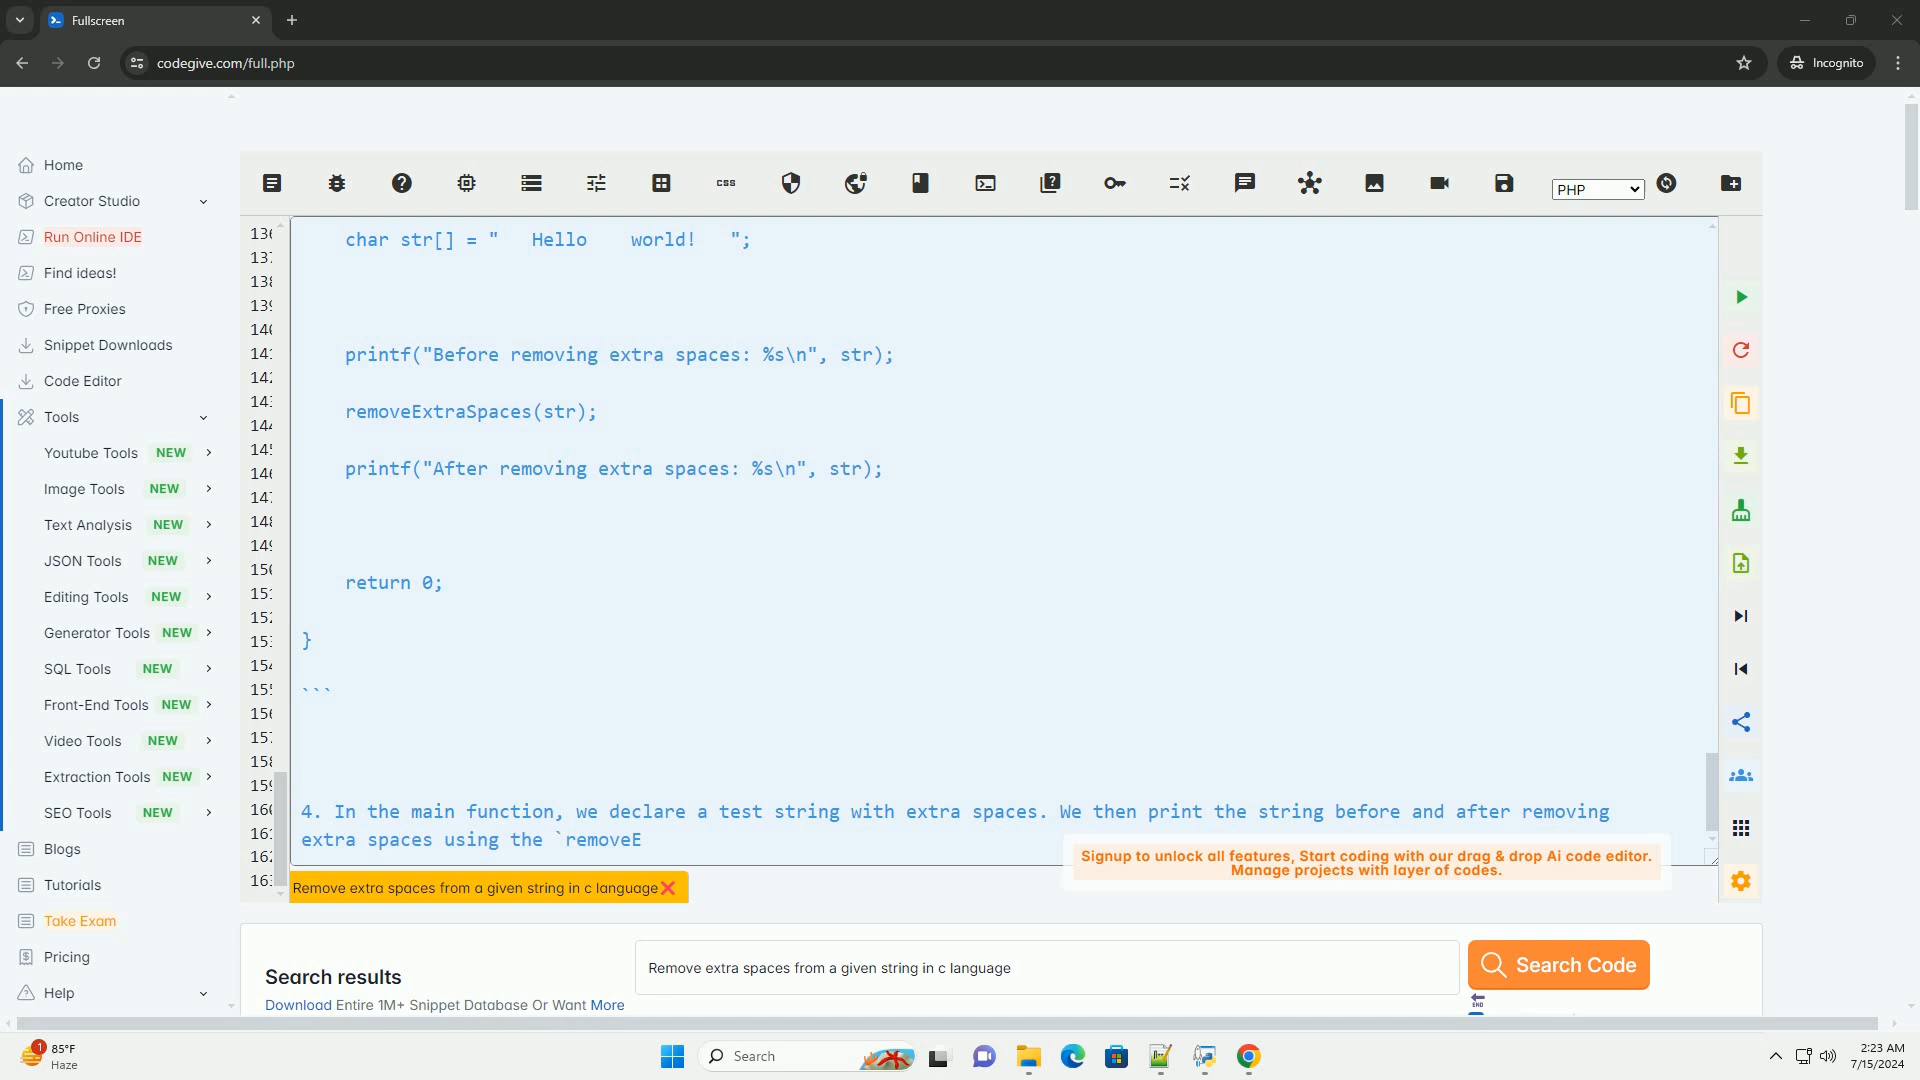 Fullscreen
codegive.com/full.php
Incognito
Home
Creator Studio
Run Online IDE
Find ideas!
Free Proxies
Snippet Downloads
Code Editor
Tools
Youtube Tools NEW
Image Tools NEW
Text Analysis NEW
JSON Tools NEW
Editing Tools NEW
Generator Tools NEW
SQL Tools NEW
Front-End Tools NEW
Video Tools NEW
Extraction Tools NEW
SEO Tools NEW
Blogs
Tutorials
Take Exam
Pricing
Help
CSS
PHP
char str[] = "   Hello    world!   ";
printf("Before removing extra spaces: %s\n", str);
removeExtraSpaces(str);
printf("After removing extra spaces: %s\n", str);
return 0;
}
```
4. In the main function, we declare a test string with extra spaces. We then print the string before and after removing
extra spaces using the `removeE
Signup to unlock all features, Start coding with our drag & drop Ai code editor.
Manage projects with layer of codes.
Remove extra spaces from a given string in c language
Search results
Remove extra spaces from a given string in c language
Search Code
Download Entire 1M+ Snippet Database Or Want More
END
1
85°F
Haze
Search
2:23 AM
7/15/2024